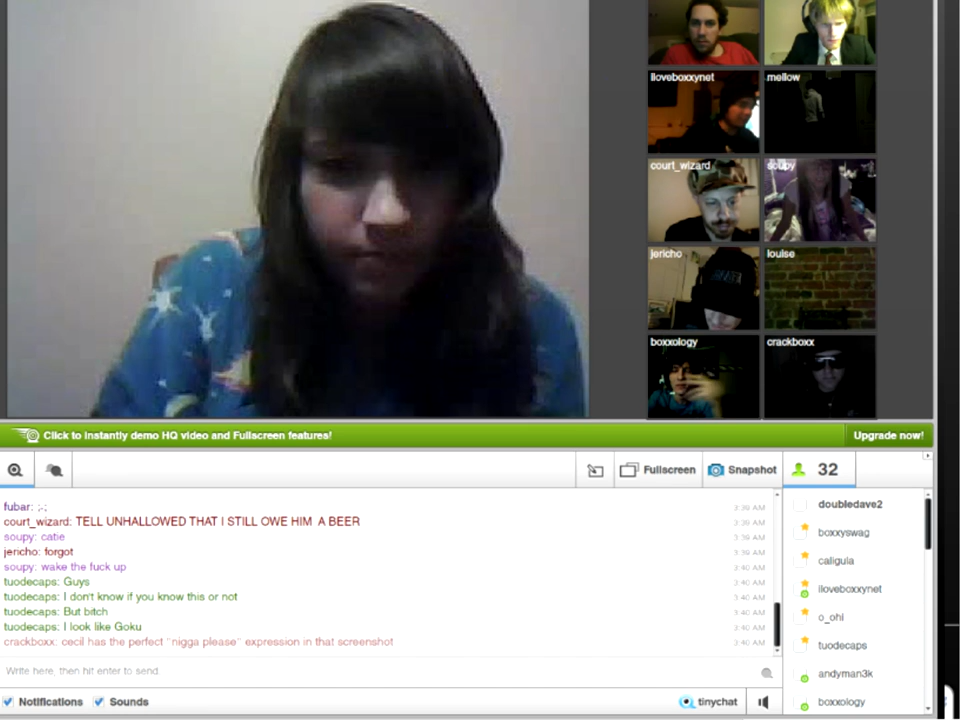 iloveboxxynet
mellow
court_wizard
soupy
jericho
louise
boxxology
crackboxx
Click to instantly demo HQ video and Fullscreen features!
Upgrade now!
Fullscreen
Snapshot
32
fubar: ;-;
3:39 AM
court_wizard: TELL UNHALLOWED THAT I STILL OWE HIM A BEER
3:39 AM
soupy: catie
3:39 AM
jericho: forgot
3:39 AM
soupy: wake the fuck up
3:40 AM
tuodecaps: Guys
3:40 AM
tuodecaps: I don't know if you know this or not
3:40 AM
tuodecaps: But bitch
3:40 AM
tuodecaps: I look like Goku
3:40 AM
crackboxx: cecil has the perfect "nigga please" expression in that screenshot
3:40 AM
Write here, then hit enter to send.
Notifications
Sounds
tinychat
doubledave2
boxxyswag
caligula
iloveboxxynet
o_ohi
tuodecaps
andyman3k
boxxology